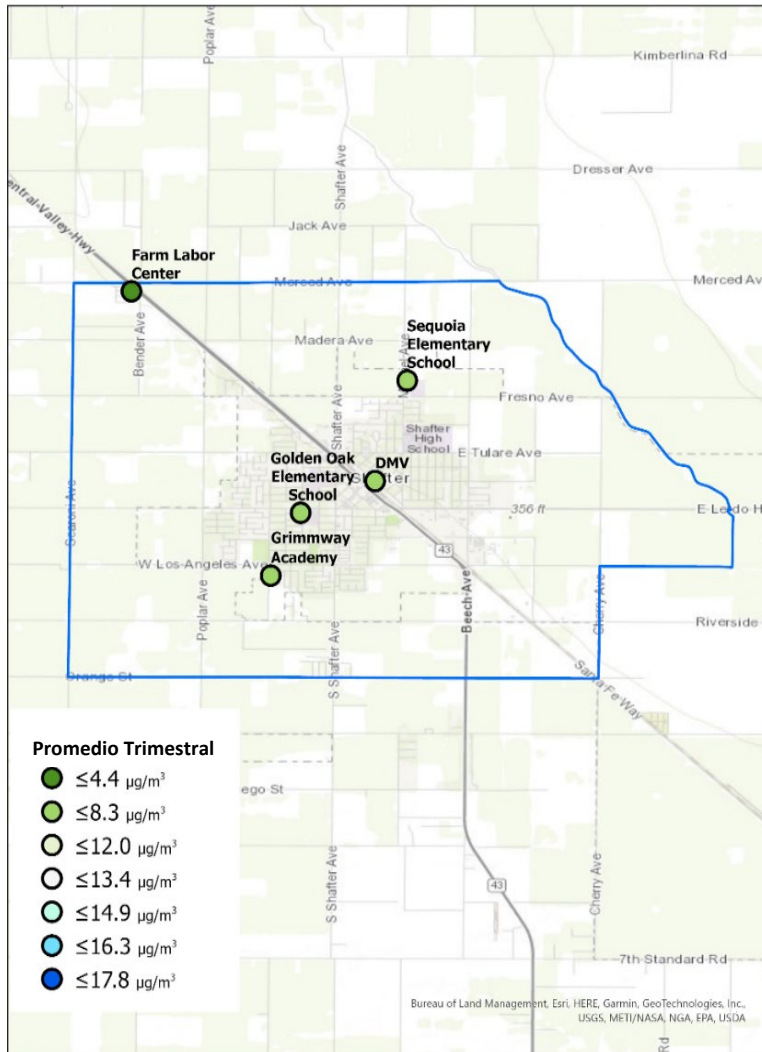 Poplar Ave
Kimberlina Rd
Shafter Ave
Dresser Ave
Central-Valley-Hwy
Jack Ave
Farm Labor
Center
Merced Ave
Merced Av
Bender Ave
Madera Ave
Sequoia
Elementary
School
Fresno Ave
Shafter Ave
Shafter
High
School
E Tulare Ave
Golden Oak
Elementary
School
DMV
Scaroni Ave
356 ft
E Lerdo H
Grimmway
Academy
43
W Los-Angeles Ave
Poplar Ave
Beech-Ave
Cherry Ave
Riverside
S Shafter Ave
Orange St
Santa Fe Way
Promedio Trimestral
≤4.4 µg/m³
≤8.3 µg/m³
≤12.0 µg/m³
≤13.4 µg/m³
≤14.9 µg/m³
≤16.3 µg/m³
≤17.8 µg/m³
ego St
S Shafter Ave
43
Cherry Ave
7th Standard Rd
Bureau of Land Management, Esri, HERE, Garmin, GeoTechnologies, Inc.,
USGS, METI/NASA, NGA, EPA, USDA
Rd